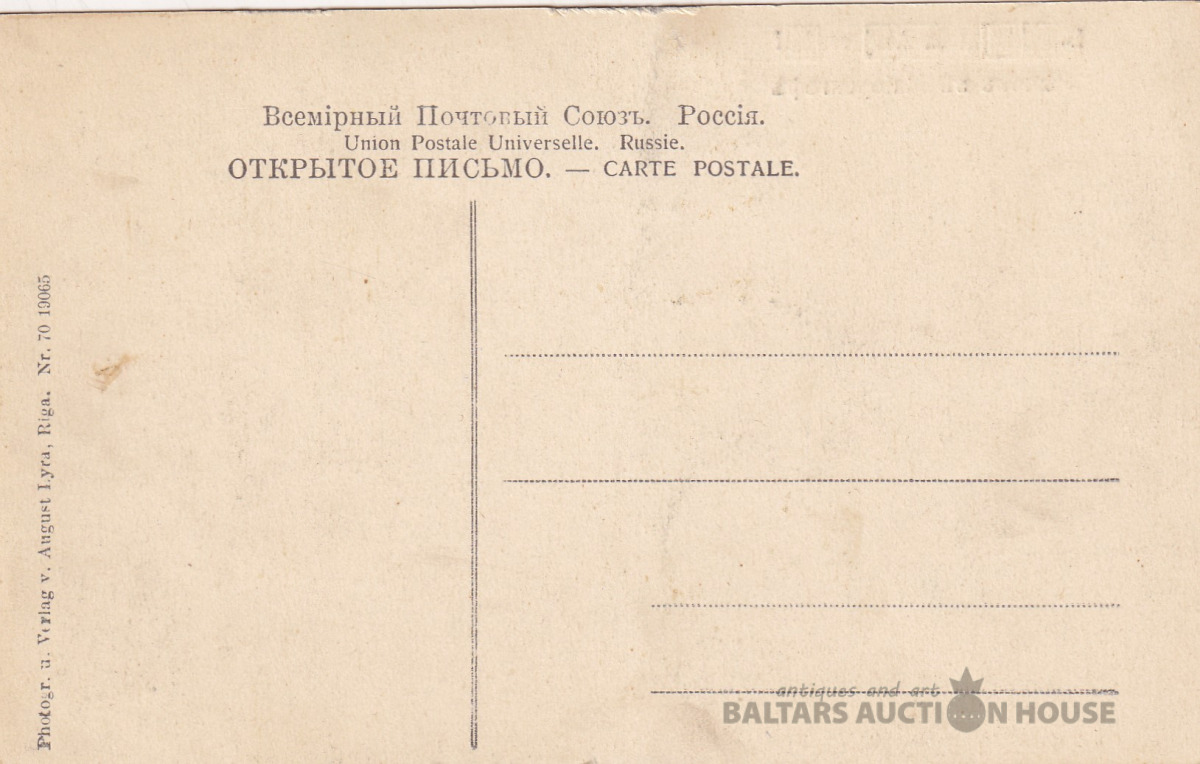 Всемірный Почтовый Союзъ. Россія.
Union Postale Universelle. Russie.
ОТКРЫТОЕ ПИСЬМО. — CARTE POSTALE.
Photogr. u. Verlag v. August Lyra, Riga. Nr. 70 19065
antiques and art
BALTARS AUCTION HOUSE